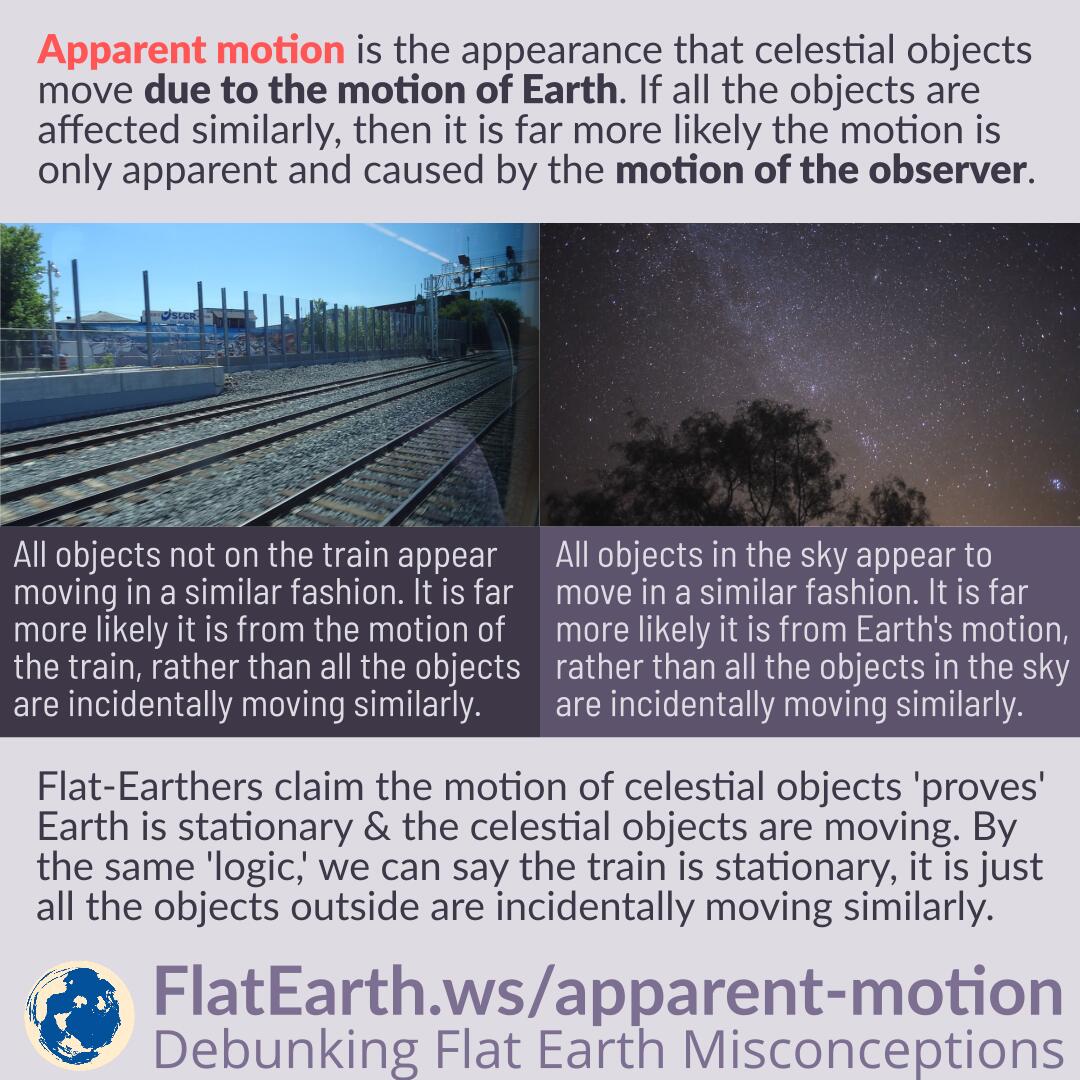 Apparent motion is the appearance that celestial objects
move due to the motion of Earth. If all the objects are
affected similarly, then it is far more likely the motion is
only apparent and caused by the motion of the observer.
OSLER
All objects not on the train appear
moving in a similar fashion. It is far
more likely it is from the motion of
the train, rather than all the objects
are incidentally moving similarly.
All objects in the sky appear to
move in a similar fashion. It is far
more likely it is from Earth's motion,
rather than all the objects in the sky
are incidentally moving similarly.
Flat-Earthers claim the motion of celestial objects 'proves'
Earth is stationary & the celestial objects are moving. By
the same 'logic,' we can say the train is stationary, it is just
all the objects outside are incidentally moving similarly.
FlatEarth.ws/apparent-motion
Debunking Flat Earth Misconceptions